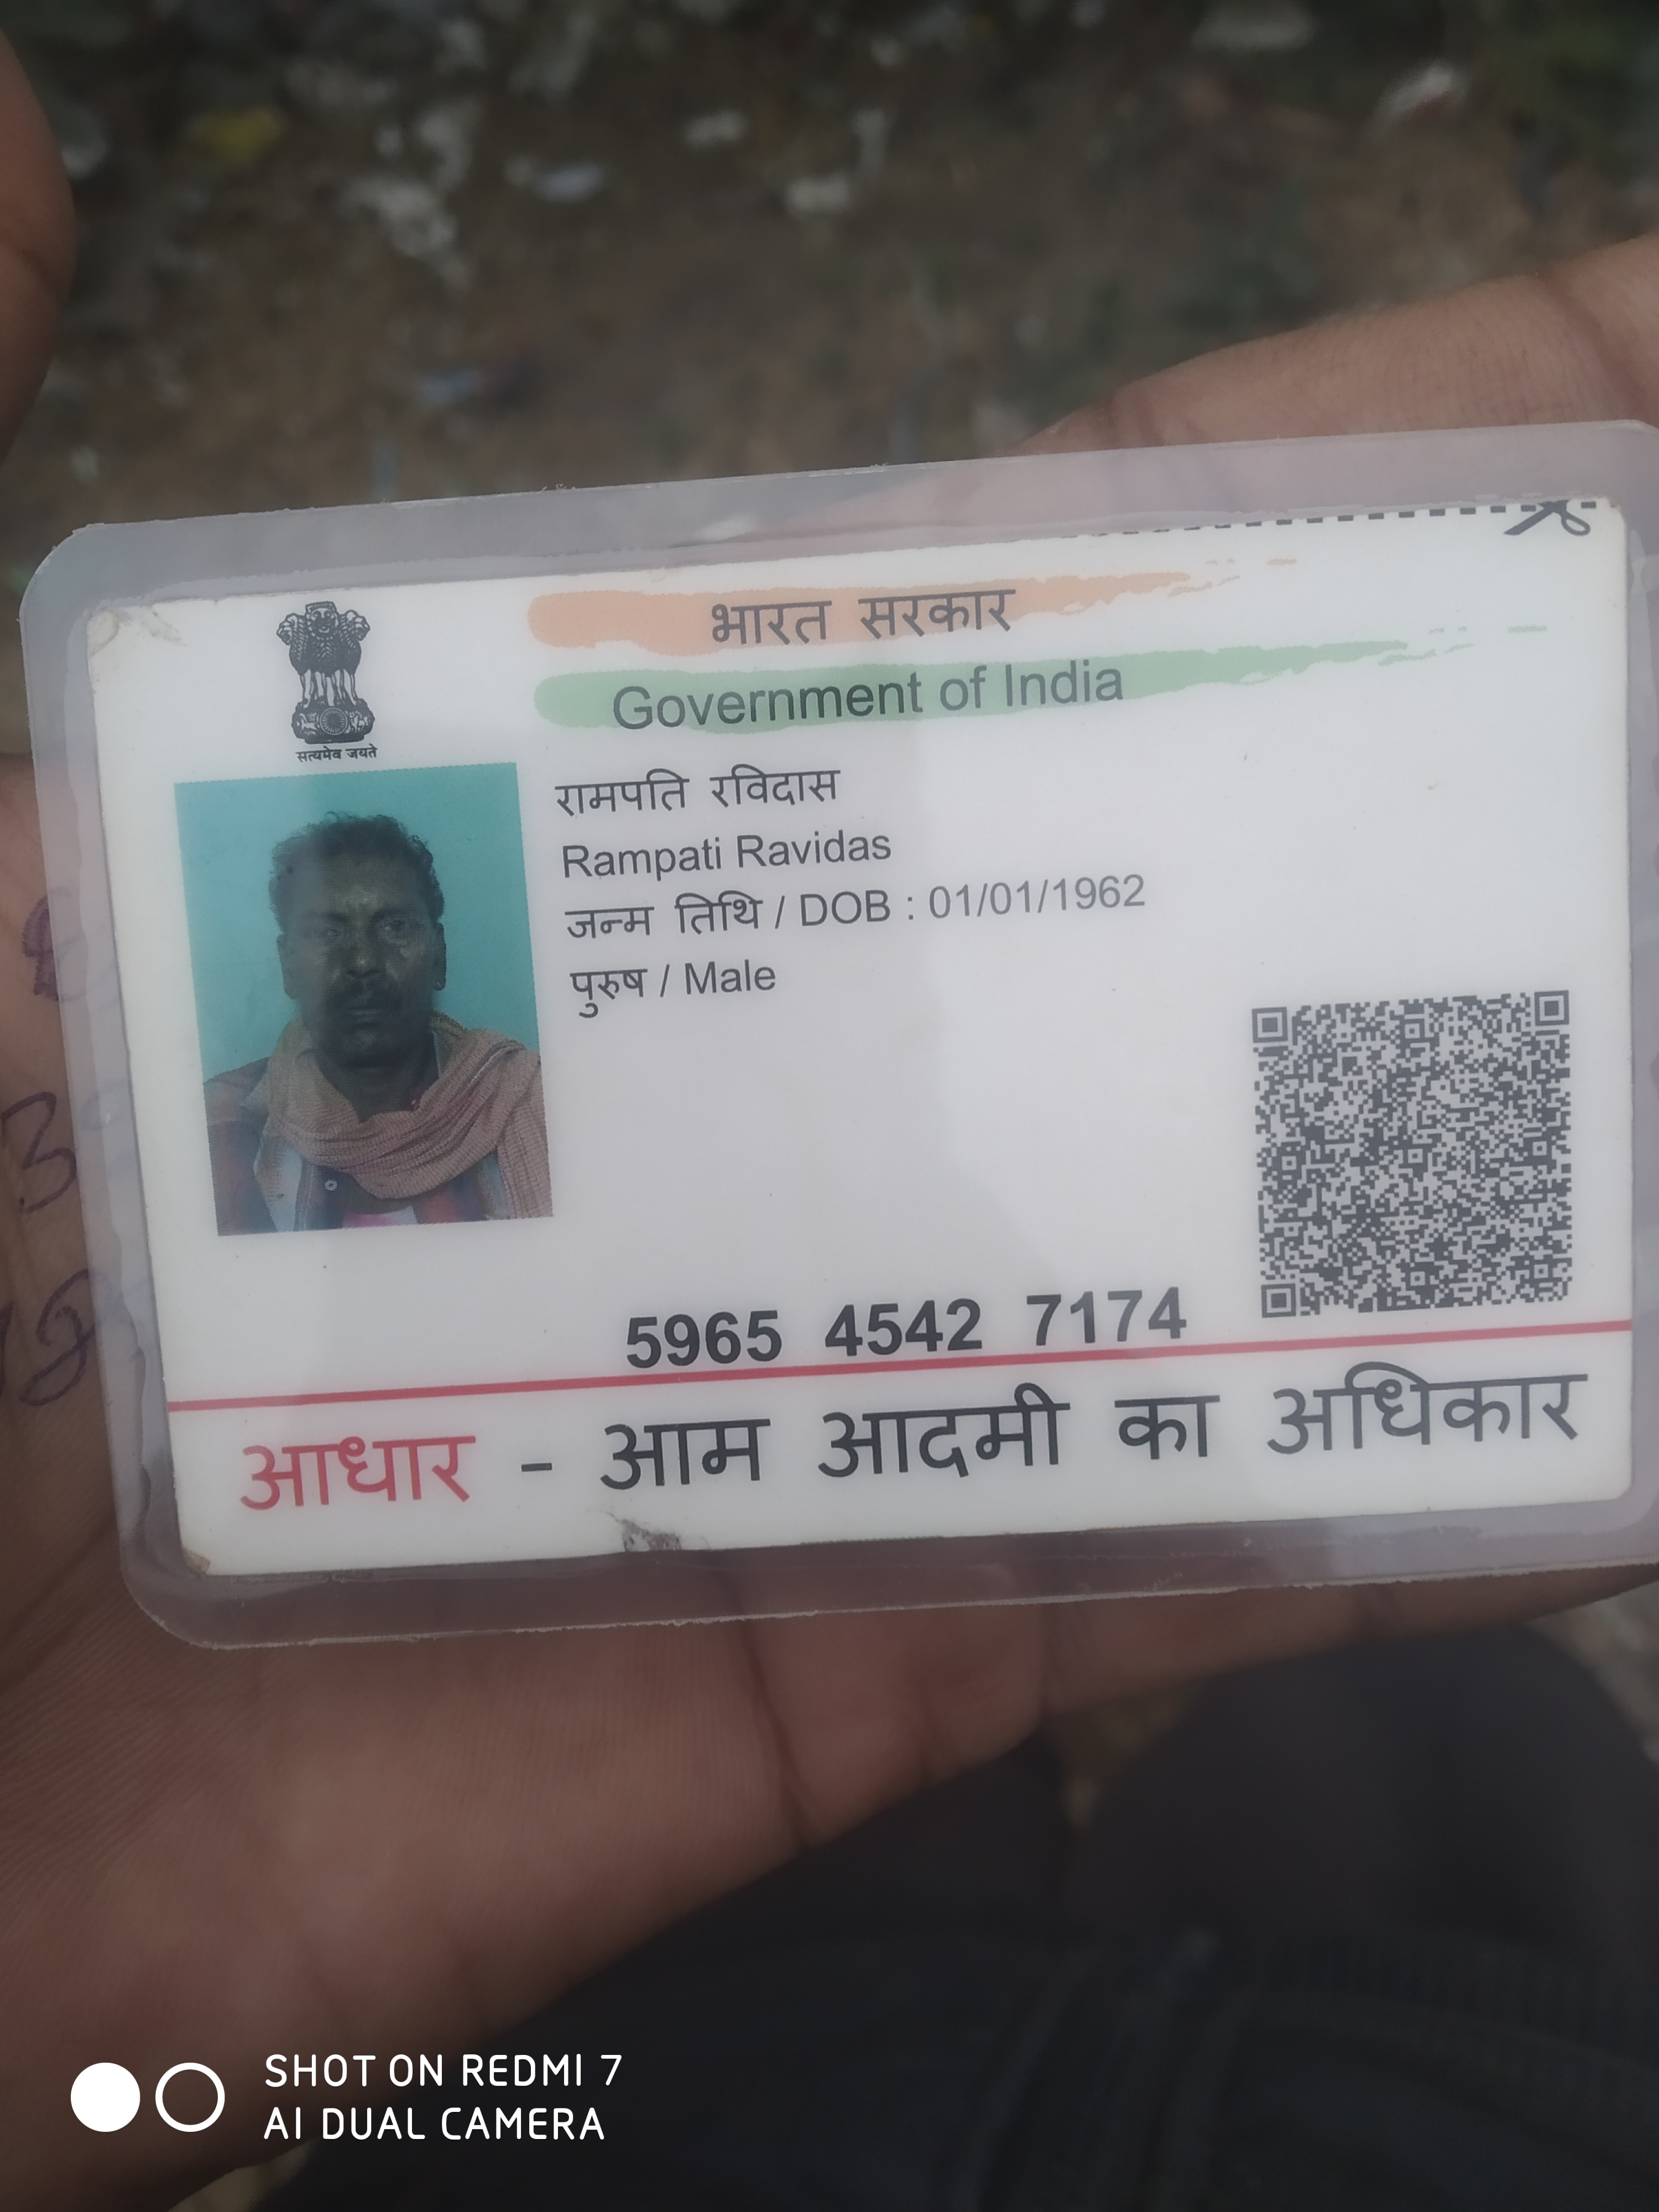 भारत सरकार
Government of India
सत्यमेव जयते
रामपति रविदास
Rampati Ravidas
जन्म तिथि / DOB : 01/01/1962
पुरुष / Male
5965 4542 7174
आधार - आम आदमी का अधिकार
SHOT ON REDMI 7
AI DUAL CAMERA